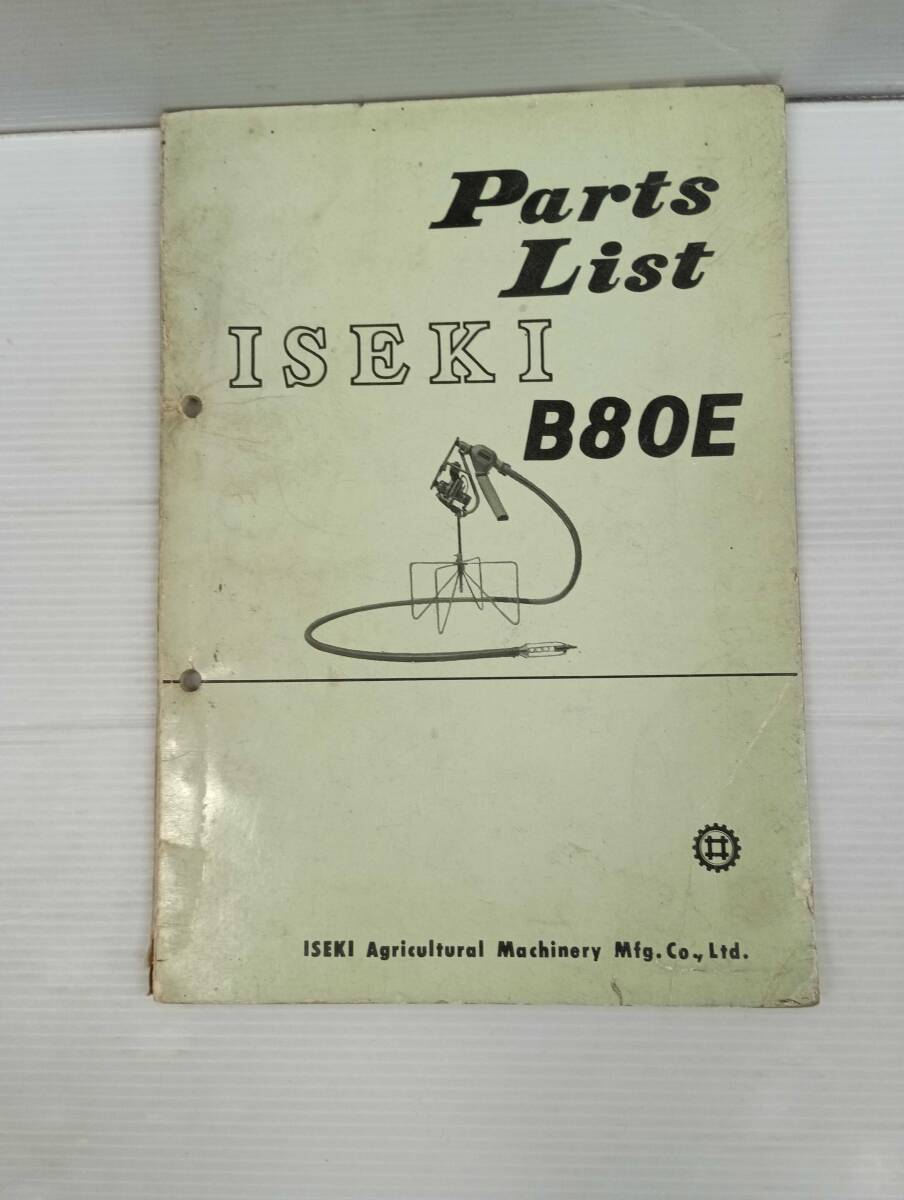 Parts
List
ISEKI
B80E
ISEKI Agricultural Machinery Mfg. Co., Ltd.